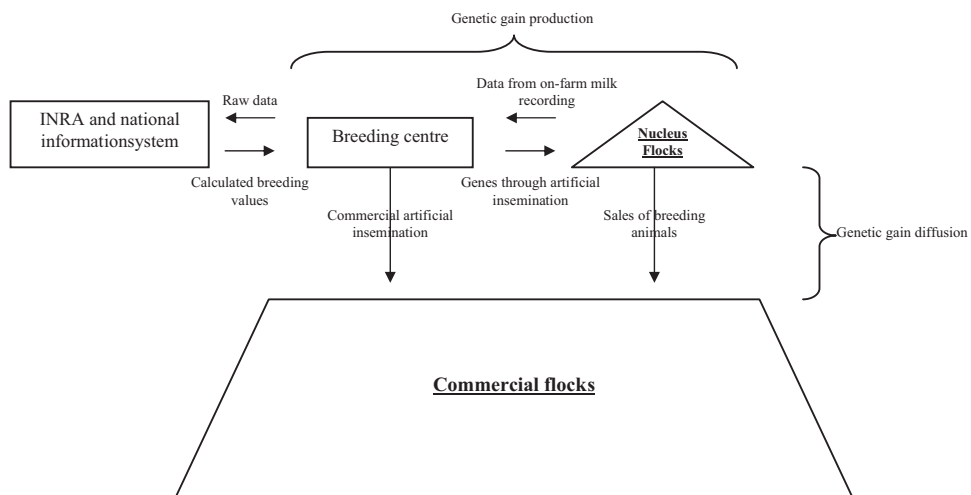 Genetic gain production
Raw data
Data from on-farm milk
recording
INRA and national
informationsystem
Breeding centre
Nucleus
Flocks
Calculated breeding
values
Genes through artificial
insemination
Commercial artificial
insemination
Sales of breeding
animals
Genetic gain diffusion
Commercial flocks